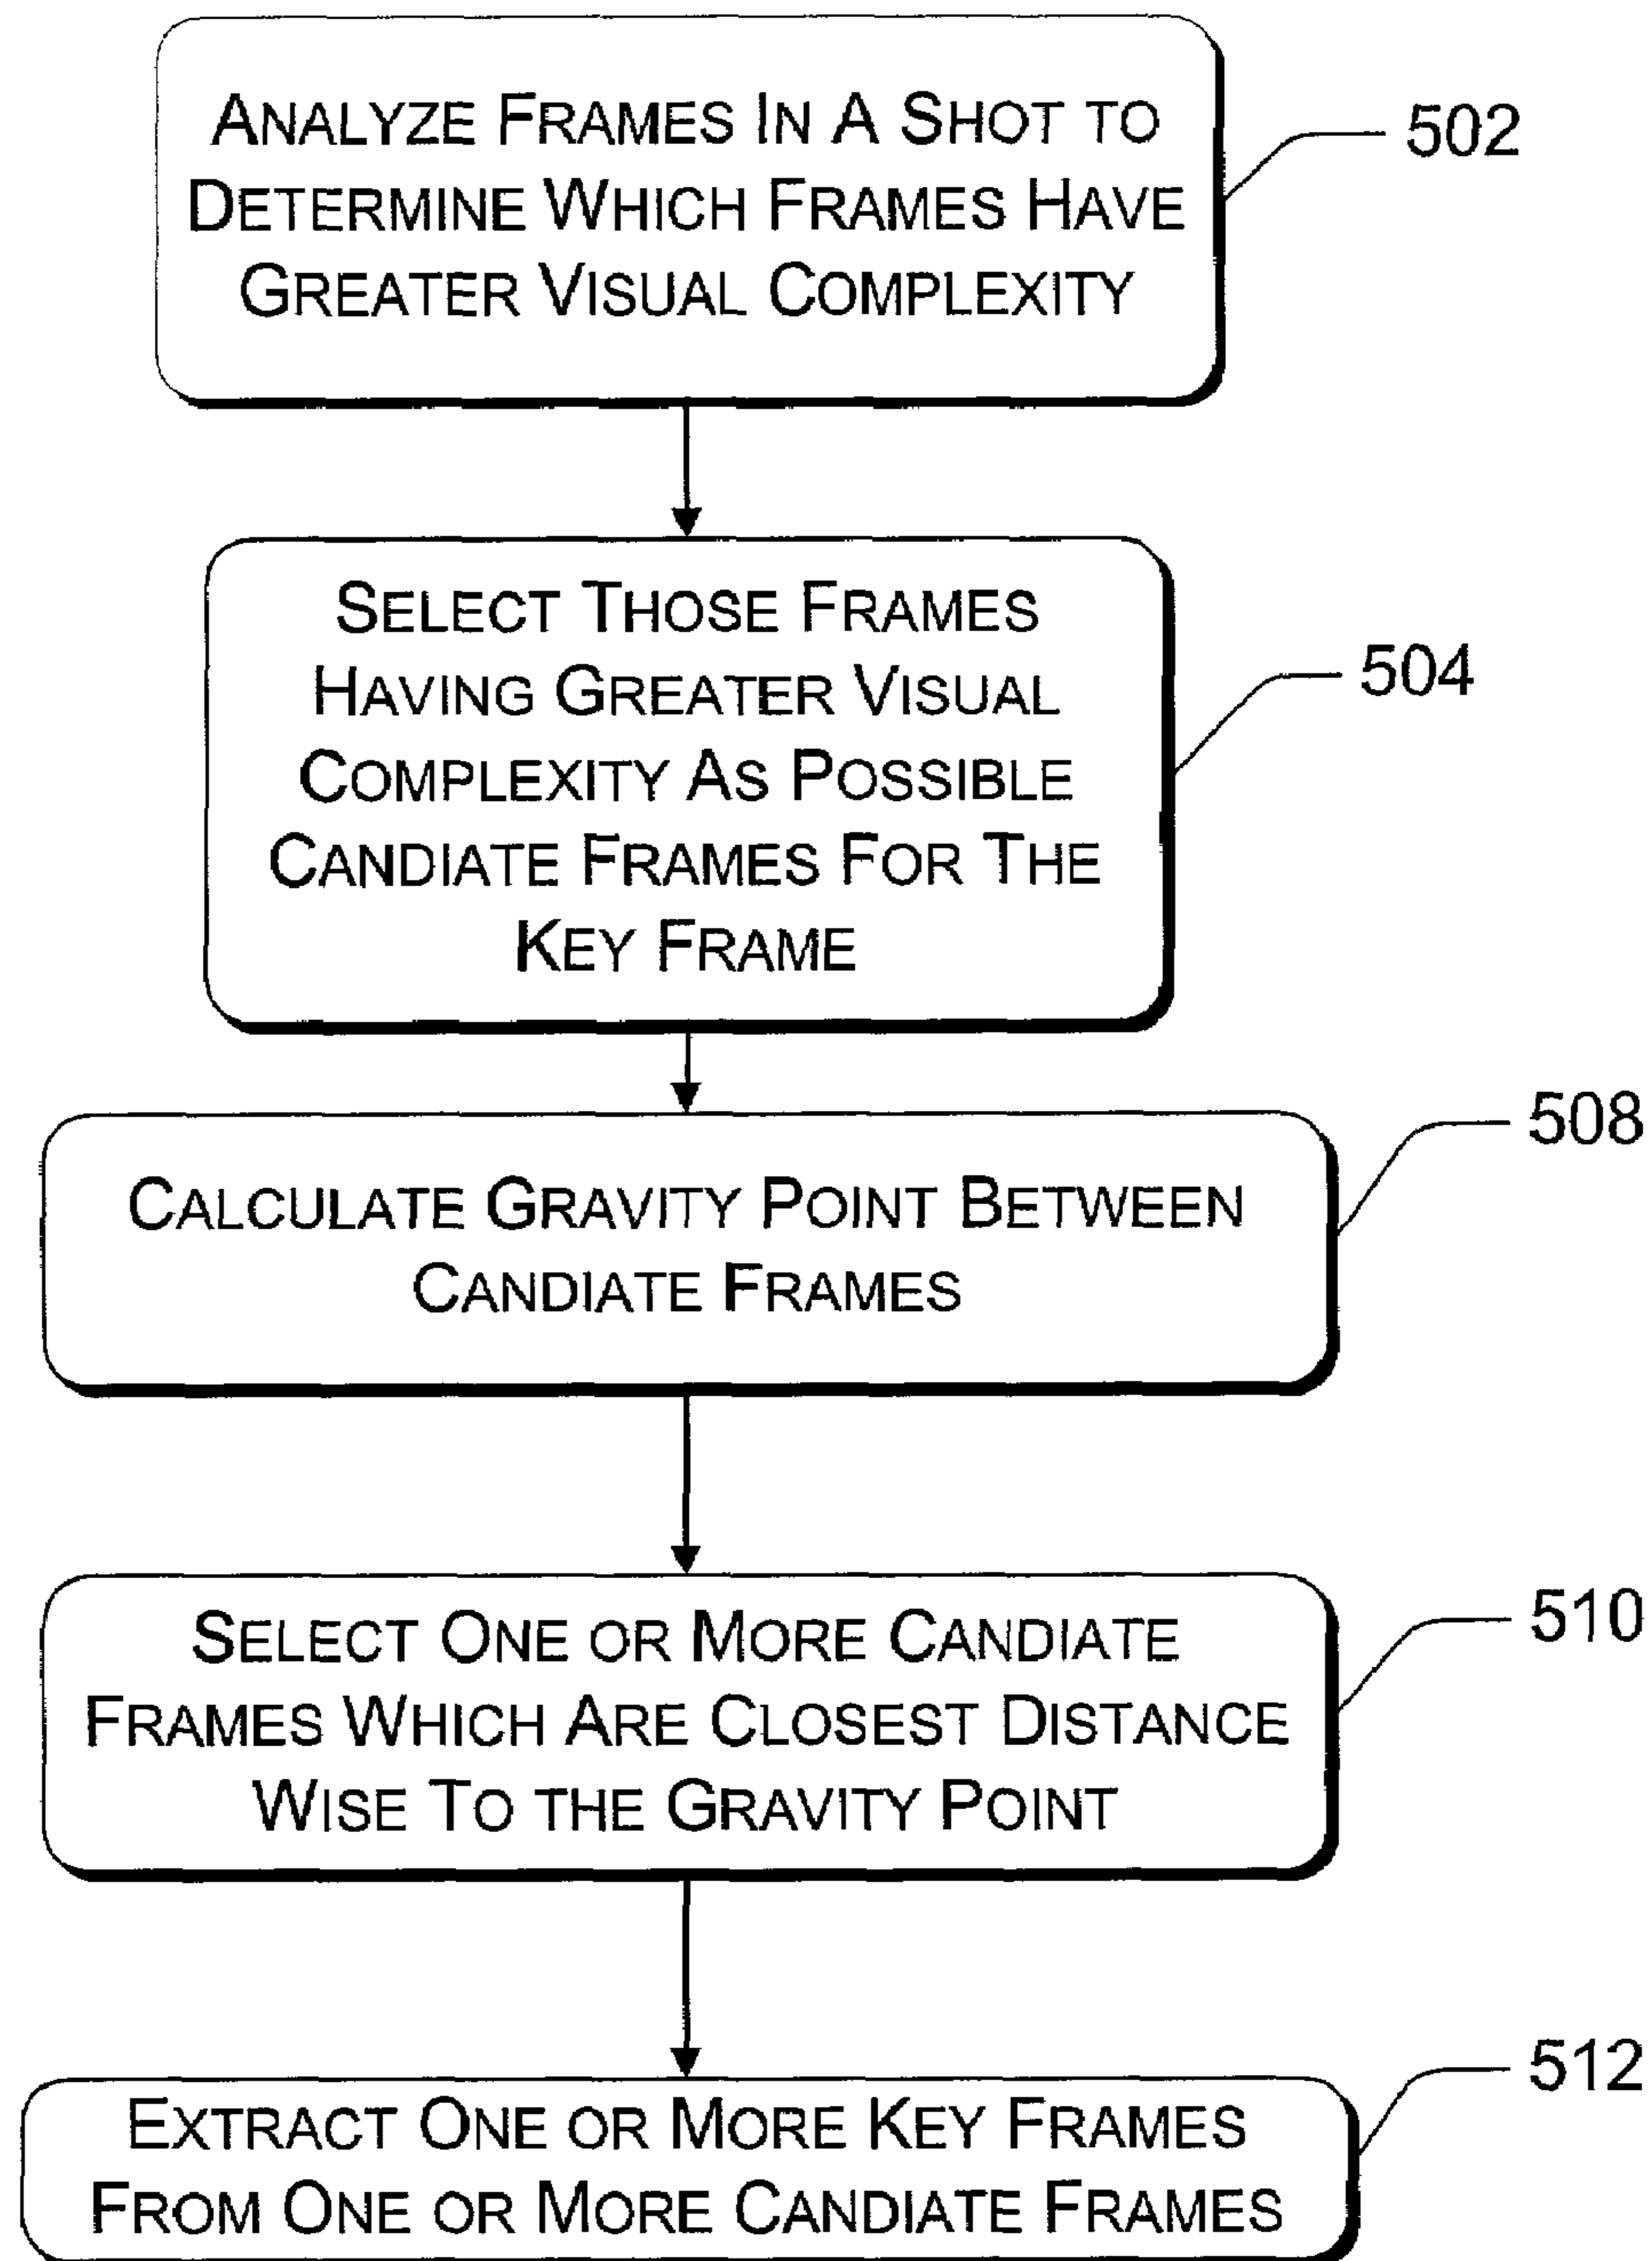 ANALYZE FRAMES IN A SHOT TO
DETERMINE WHICH FRAMES HAVE
GREATER VISUAL COMPLEXITY
502
SELECT THOSE FRAMES
HAVING GREATER VISUAL
COMPLEXITY AS POSSIBLE
CANDIATE FRAMES FOR THE
KEY FRAME
504
CALCULATE GRAVITY POINT BETWEEN
CANDIATE FRAMES
508
SELECT ONE OR MORE CANDIATE
FRAMES WHICH ARE CLOSEST DISTANCE
WISE TO THE GRAVITY POINT
510
EXTRACT ONE OR MORE KEY FRAMES
FROM ONE OR MORE CANDIATE FRAMES
512